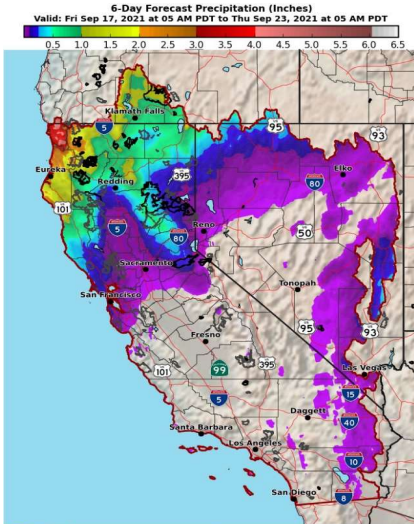 6-Day Forecast Precipitation (Inches)
Valid: Fri Sep 17, 2021 at 05 AM PDT to Thu Sep 23, 2021 at 05 AM PDT
0.5 1.0 1.5 2.0 2.5 3.0 3.5 4.0 4.5 5.0 5.5 6.0 6.5
Klamath Falls
5
95
93
Eureka
395
Elko
Redding
80
101
5
Reno
50
80
Sacramento
Tonopah
San Francisco
95
93
Fresno
395
101
99
Las Vegas
5
15
Daggett
40
Santa Barbara
Los Angeles
10
San Diego
8